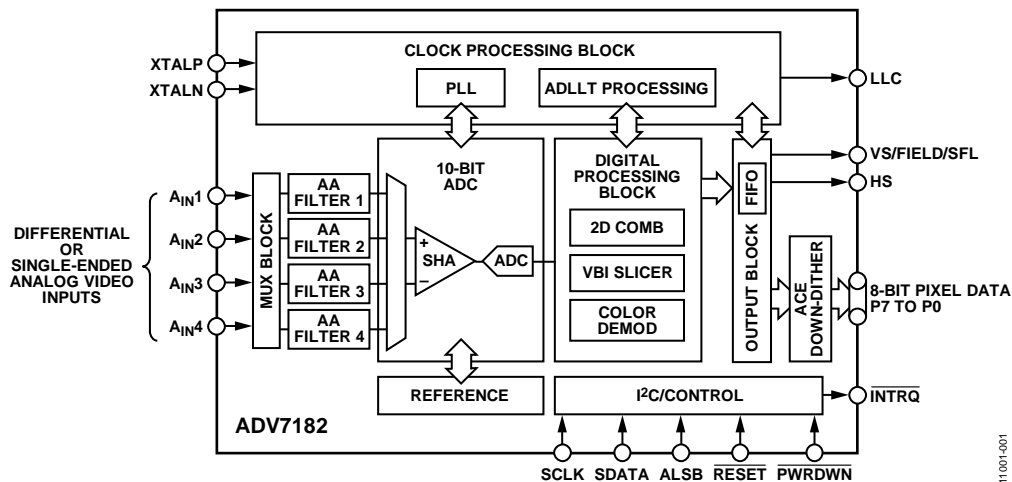 CLOCK PROCESSING BLOCK
XTALP
XTALN
PLL
ADLLT PROCESSING
LLC
10-BIT
ADC
DIGITAL
PROCESSING
BLOCK
VS/FIELD/SFL
HS
FIFO
OUTPUT BLOCK
DIFFERENTIAL
OR
SINGLE-ENDED
ANALOG VIDEO
INPUTS
AIN1
AIN2
AIN3
AIN4
MUX BLOCK
AA
FILTER 1
AA
FILTER 2
AA
FILTER 3
AA
FILTER 4
+
SHA
−
ADC
2D COMB
VBI SLICER
COLOR
DEMOD
ACE
DOWN-DITHER
8-BIT PIXEL DATA
P7 TO P0
REFERENCE
I2C/CONTROL
INTRQ
ADV7182
SCLK SDATA ALSB RESET PWRDWN
11001-001